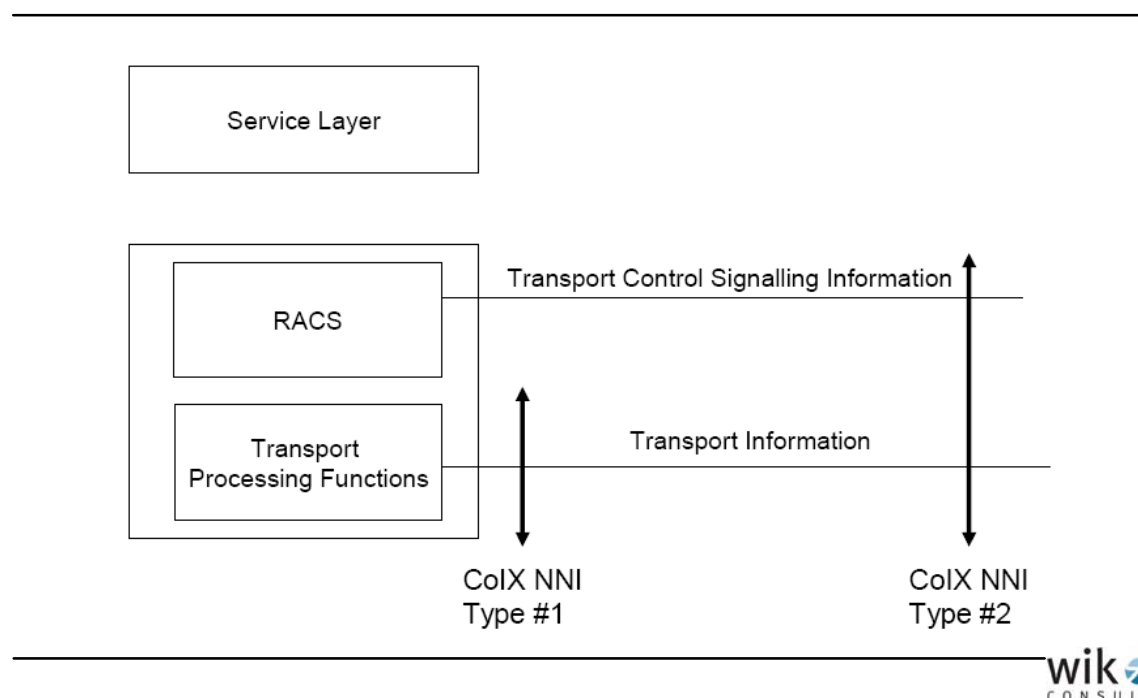 Service Layer
RACS
Transport Control Signalling Information
Transport
Processing Functions
Transport Information
CoIX NNI
Type #1
CoIX NNI
Type #2
wik
CONSUL